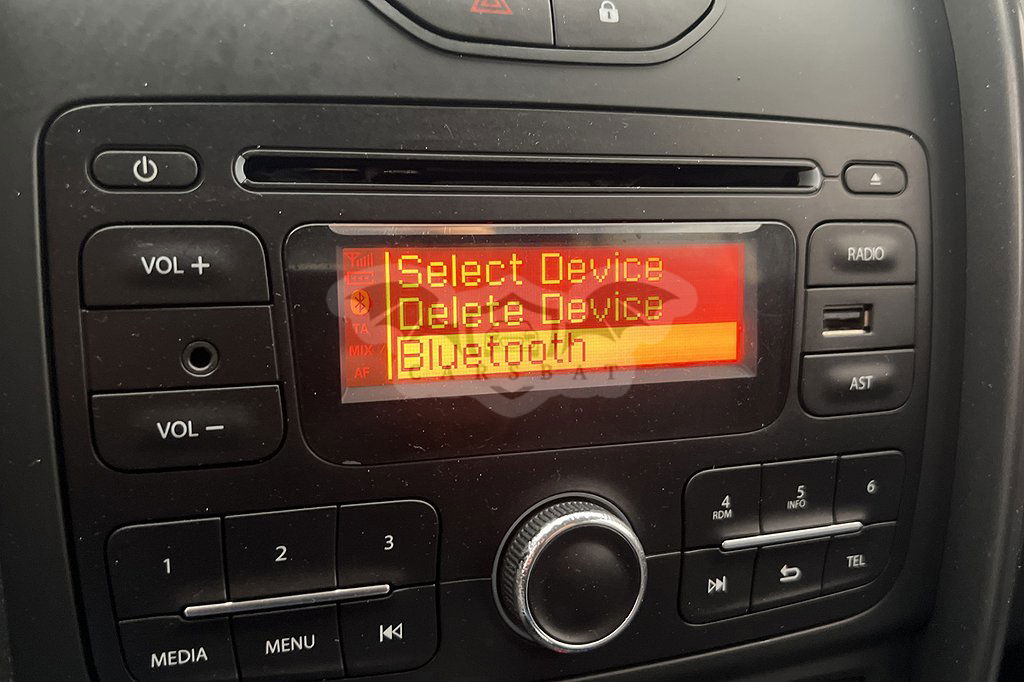 VOL +
VOL –
Select Device
Delete Device
Bluetooth
TA
MIX
AF
CARSBAT
RADIO
AST
1
2
3
MEDIA
MENU
4
RDM
5
INFO
6
TEL